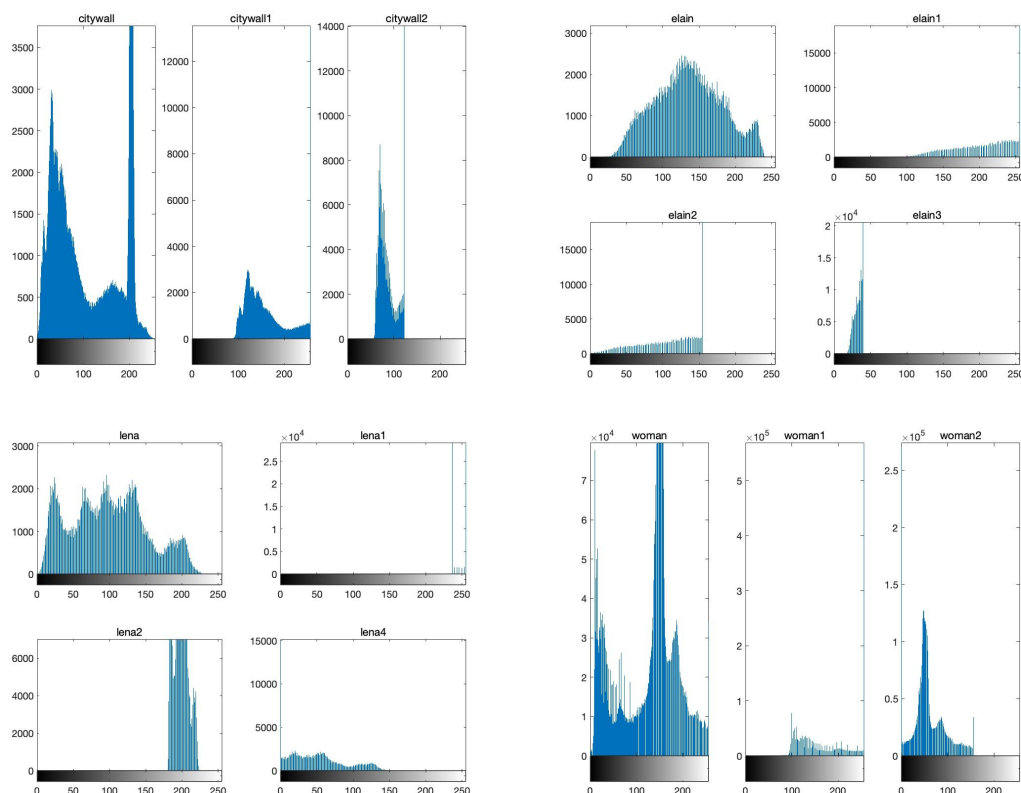 citywall
3500
3000
2500
2000
1500
1000
500
0
0 100 200
citywall1
12000
10000
8000
6000
4000
2000
0
0 100 200
citywall2
14000
12000
10000
8000
6000
4000
2000
0
0 100 200
elain
3000
2000
1000
0
0 50 100 150 200 250
elain1
15000
10000
5000
0
0 50 100 150 200 250
elain2
15000
10000
5000
0
0 50 100 150 200 250
elain3
×10⁴
2
1.5
1
0.5
0
0 50 100 150 200 250
lena
3000
2000
1000
0
0 50 100 150 200 250
lena1
×10⁴
2.5
2
1.5
1
0.5
0
0 50 100 150 200 250
lena2
6000
4000
2000
0
0 50 100 150 200 250
lena4
15000
10000
5000
0
0 50 100 150 200 250
woman
×10⁴
7
6
5
4
3
2
1
0
0 100 200
woman1
×10⁵
5
4
3
2
1
0
0 100 200
woman2
×10⁵
2.5
2
1.5
1
0.5
0
0 100 200